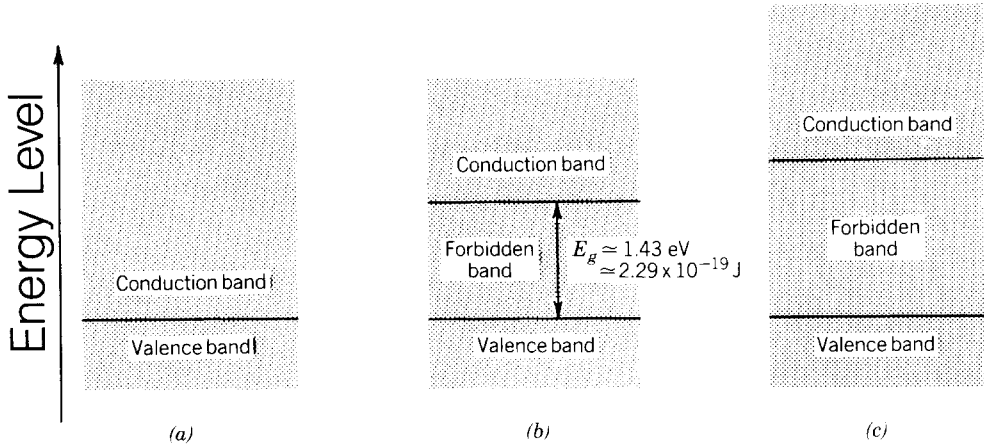 Energy Level
Conduction band
Valence band
(a)
Conduction band
Forbidden
band
E_g ≃ 1.43 eV
≃ 2.29 x 10⁻¹⁹ J
Valence band
(b)
Conduction band
Forbidden
band
Valence band
(c)